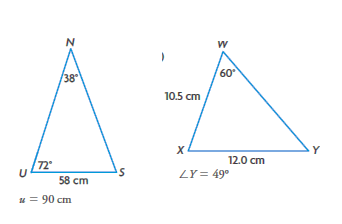 N
38°
72°
U
S
58 cm
u = 90 cm
)
W
60°
10.5 cm
X
Y
12.0 cm
∠Y = 49°